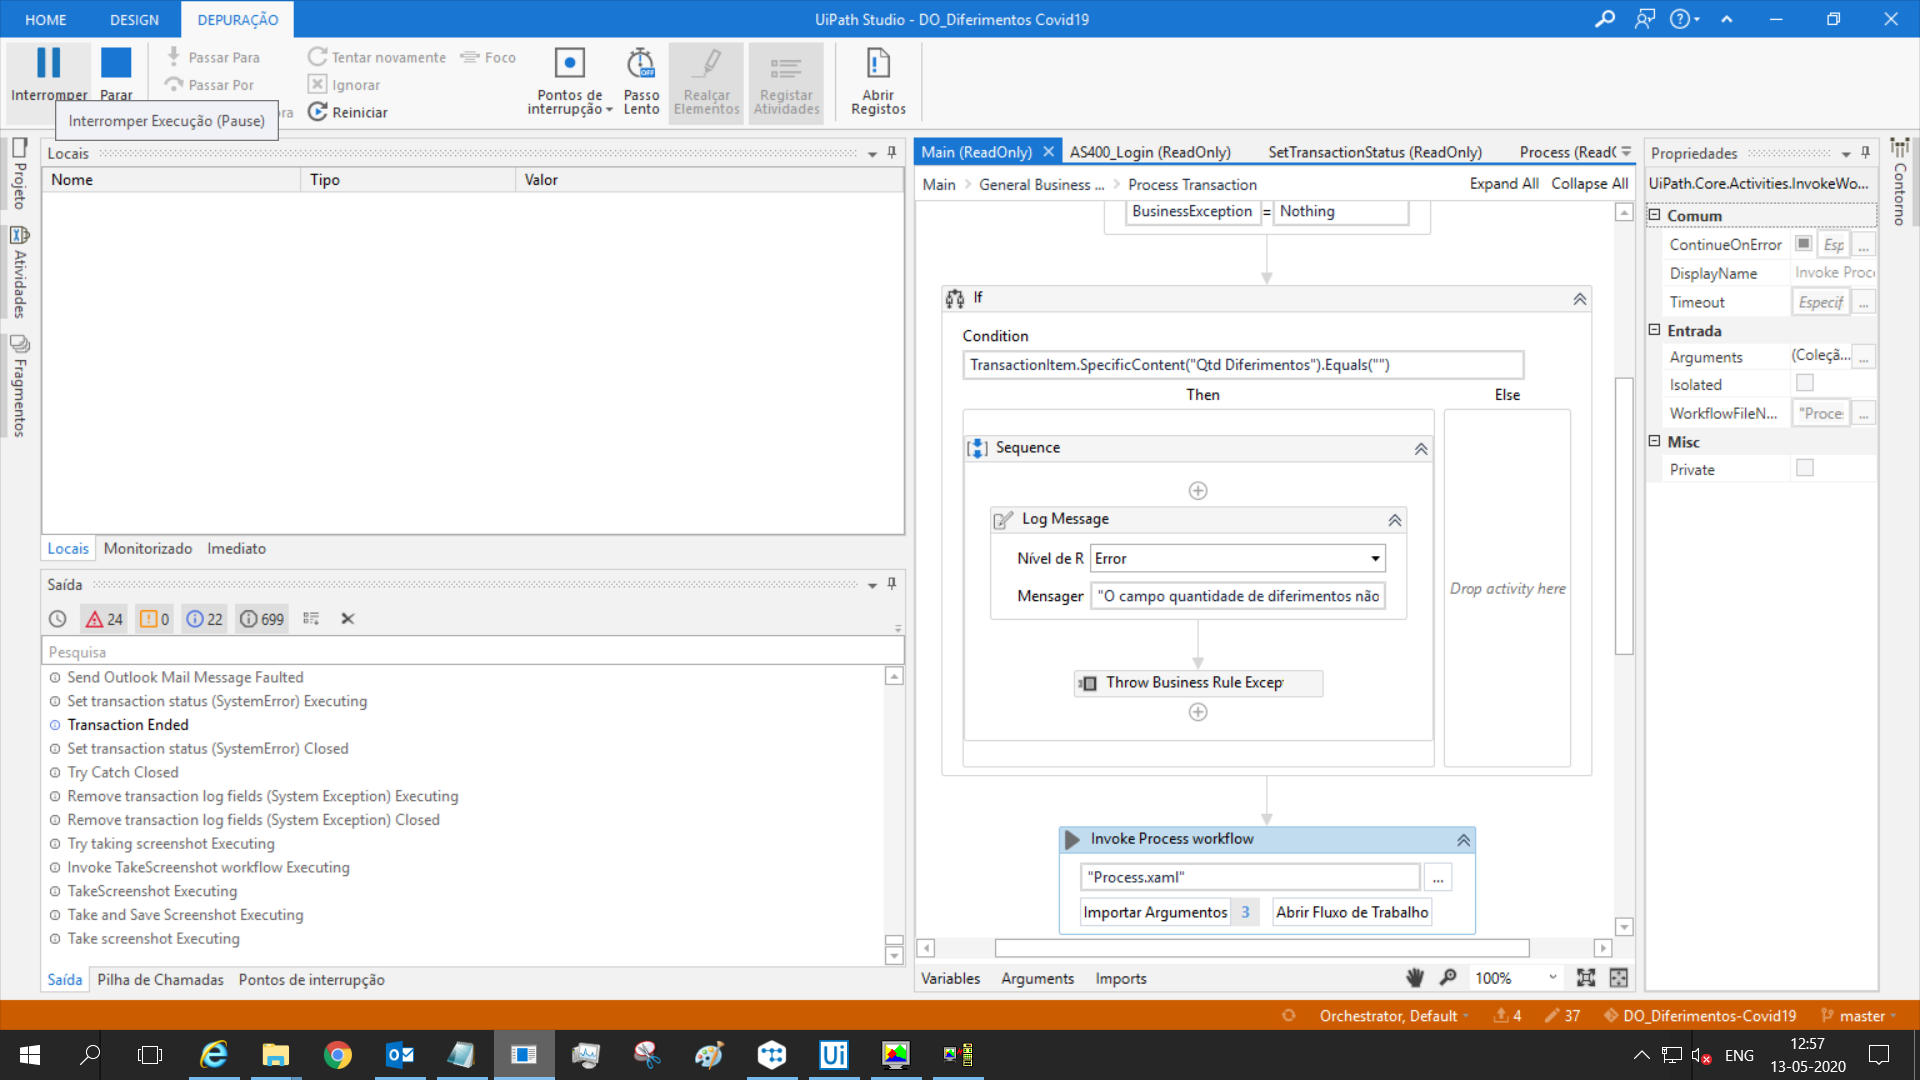 HOME
DESIGN
DEPURAÇÃO
UiPath Studio - DO_Diferimentos Covid19
Interromper
Parar
Passar Para
Passar Por
Tentar novamente
Foco
Ignorar
Reiniciar
Pontos de
interrupção
Passo
Lento
Realçar
Elementos
Registar
Atividades
Abrir
Registos
Interromper Execução (Pause)
Projeto
Atividades
Fragmentos
Locais
Nome
Tipo
Valor
Locais
Monitorizado
Imediato
Saída
24
0
22
699
Pesquisa
Send Outlook Mail Message Faulted
Set transaction status (SystemError) Executing
Transaction Ended
Set transaction status (SystemError) Closed
Try Catch Closed
Remove transaction log fields (System Exception) Executing
Remove transaction log fields (System Exception) Closed
Try taking screenshot Executing
Invoke TakeScreenshot workflow Executing
TakeScreenshot Executing
Take and Save Screenshot Executing
Take screenshot Executing
Saída
Pilha de Chamadas
Pontos de interrupção
Main (ReadOnly)
AS400_Login (ReadOnly)
SetTransactionStatus (ReadOnly)
Process (Read(
Main > General Business ... > Process Transaction
Expand All
Collapse All
BusinessException = Nothing
If
Condition
TransactionItem.SpecificContent("Qtd Diferimentos").Equals("")
Then
Else
Sequence
Log Message
Nível de R
Error
Mensager
"O campo quantidade de diferimentos não
Drop activity here
Throw Business Rule Excep
Invoke Process workflow
"Process.xaml"
...
Importar Argumentos 3
Abrir Fluxo de Trabalho
Variables
Arguments
Imports
100%
Propriedades
UiPath.Core.Activities.InvokeWo...
Comum
ContinueOnError
Esp
...
DisplayName
Invoke Proc
Timeout
Especif
...
Entrada
Arguments
(Coleçã...
...
Isolated
WorkflowFileN...
"Proce
...
Misc
Private
Contorno
Orchestrator, Default
4
37
DO_Diferimentos-Covid19
master
ENG
12:57
13-05-2020